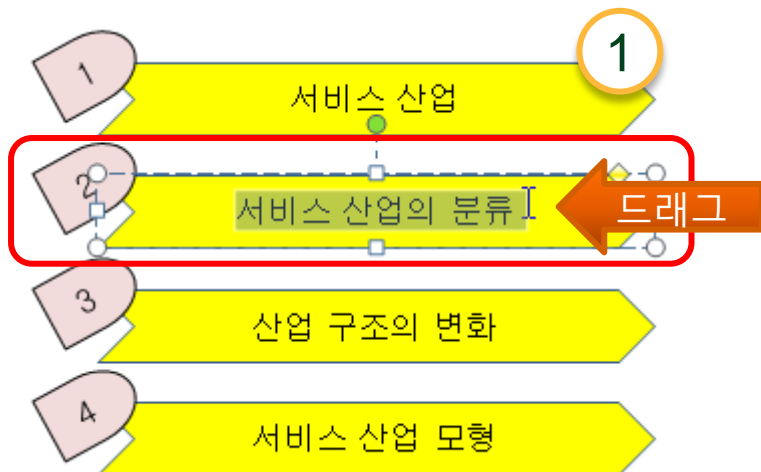 1
1
서비스 산업
2
서비스 산업의 분류
드래그
3
산업 구조의 변화
4
서비스 산업 모형